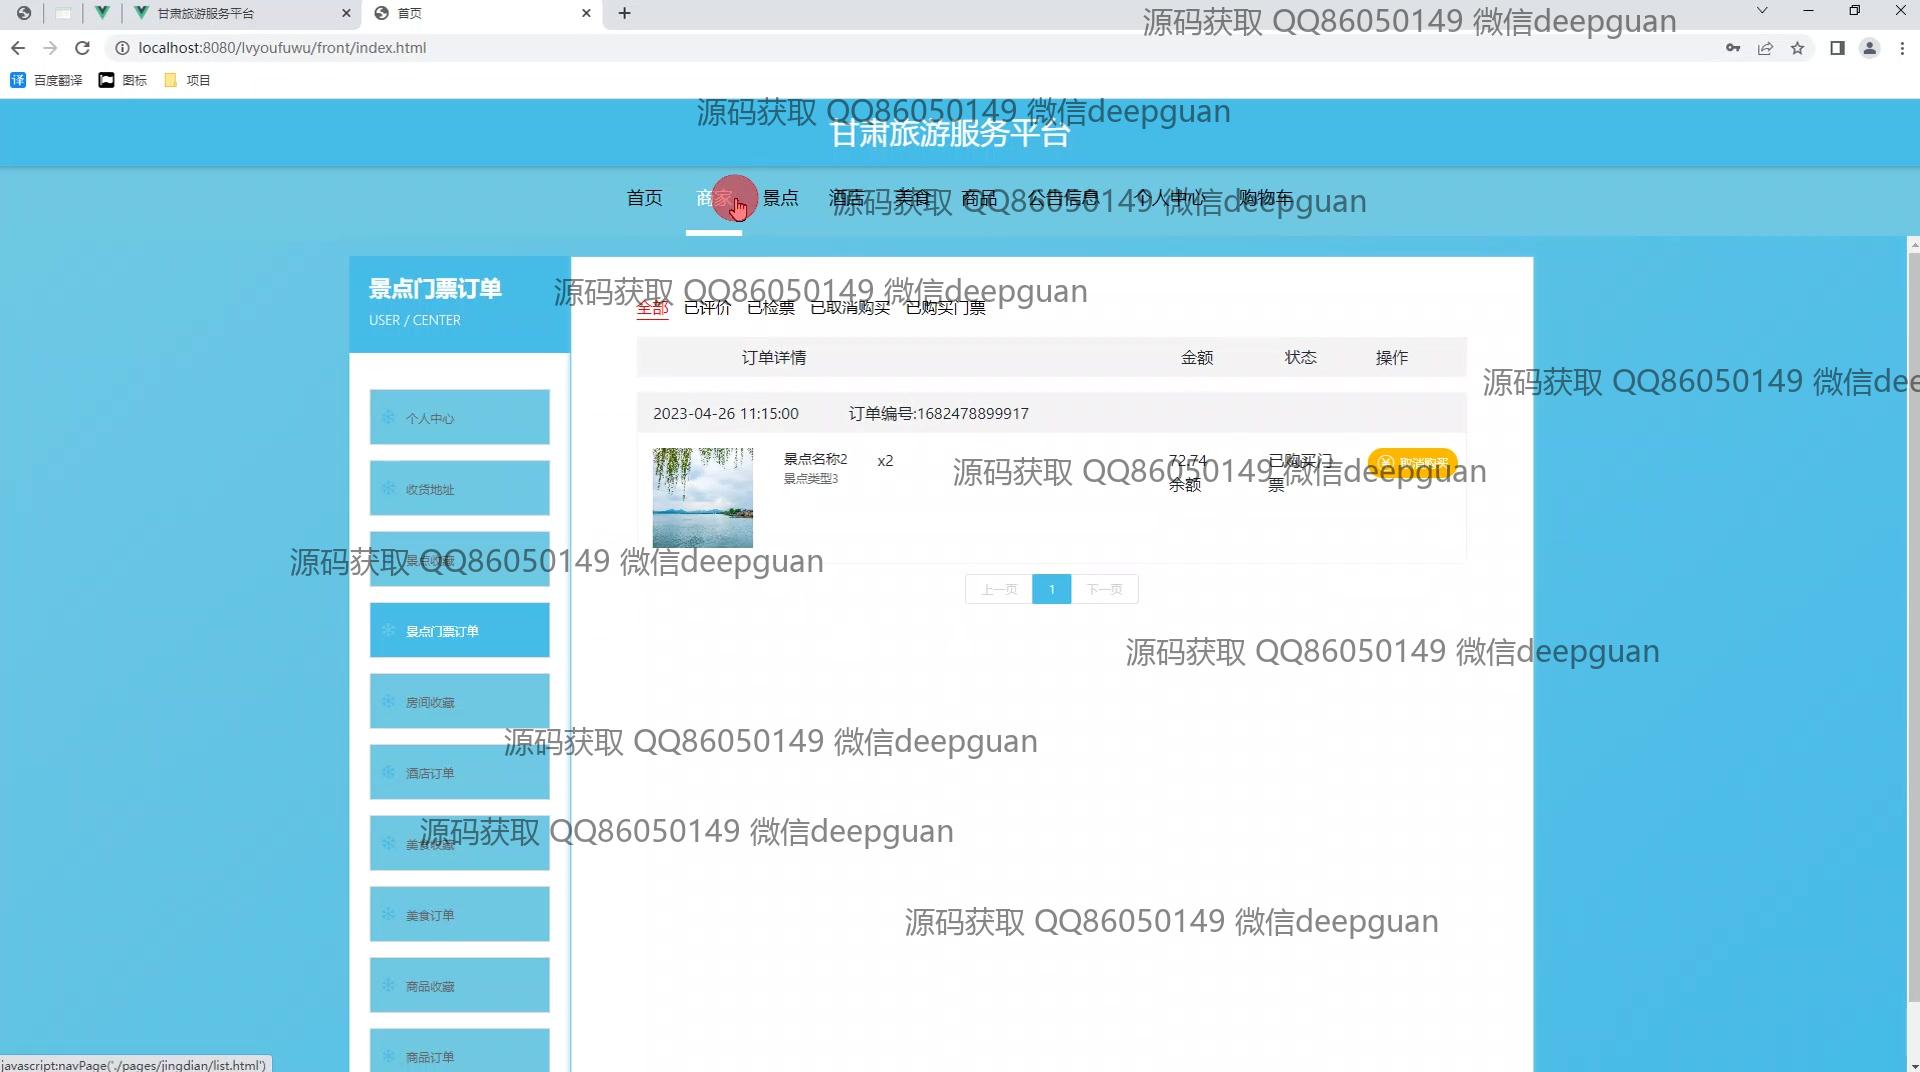 甘肃旅游服务平台
首页
源码获取 QQ86050149 微信deepguan
localhost:8080/lvyoufuwu/front/index.html
百度翻译
图标
项目
源码获取 QQ86050149 微信deepguan
甘肃旅游服务平台
首页 商家 景点 酒店 美食 商品 公告信息 个人中心 购物车
源码获取 QQ86050149 微信deepguan
景点门票订单
USER / CENTER
源码获取 QQ86050149 微信deepguan
全部 已评价 已检票 已取消购买 已购买门票
订单详情 金额 状态 操作
源码获取 QQ86050149 微信dee
2023-04-26 11:15:00 订单编号:1682478899917
个人中心
景点名称2
x2
景点类型3
72.74
余额
已购买门
票
取消购买
源码获取 QQ86050149 微信deepguan
收货地址
源码获取 QQ86050149 微信deepguan
景点收藏
上一页 1 下一页
景点门票订单
源码获取 QQ86050149 微信deepguan
房间收藏
源码获取 QQ86050149 微信deepguan
酒店订单
源码获取 QQ86050149 微信deepguan
美食收藏
美食订单
源码获取 QQ86050149 微信deepguan
商品收藏
商品订单
javascript:navPage('./pages/jingdian/list.html')